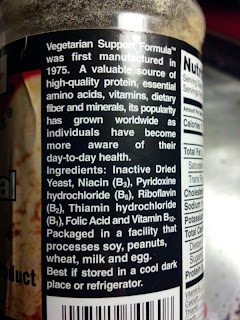 Vegetarian Support Formula™
was first manufactured in
1975. A valuable source of
high-quality protein, essential
amino acids, vitamins, dietary
fiber and minerals, its popularity
has grown worldwide as
individuals have become
more aware of their
day-to-day health.
Ingredients: Inactive Dried
Yeast, Niacin (B₃), Pyridoxine
hydrochloride (B₆), Riboflavin
(B₂), Thiamin hydrochloride
(B₁), Folic Acid and Vitamin B₁₂.
Packaged in a facility that
processes soy, peanuts,
wheat, milk and egg.
Best if stored in a cool dark
place or refrigerator.